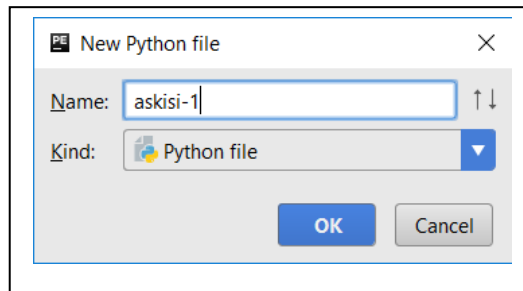 PE New Python file
Name: askisi-1
Kind: Python file
OK Cancel